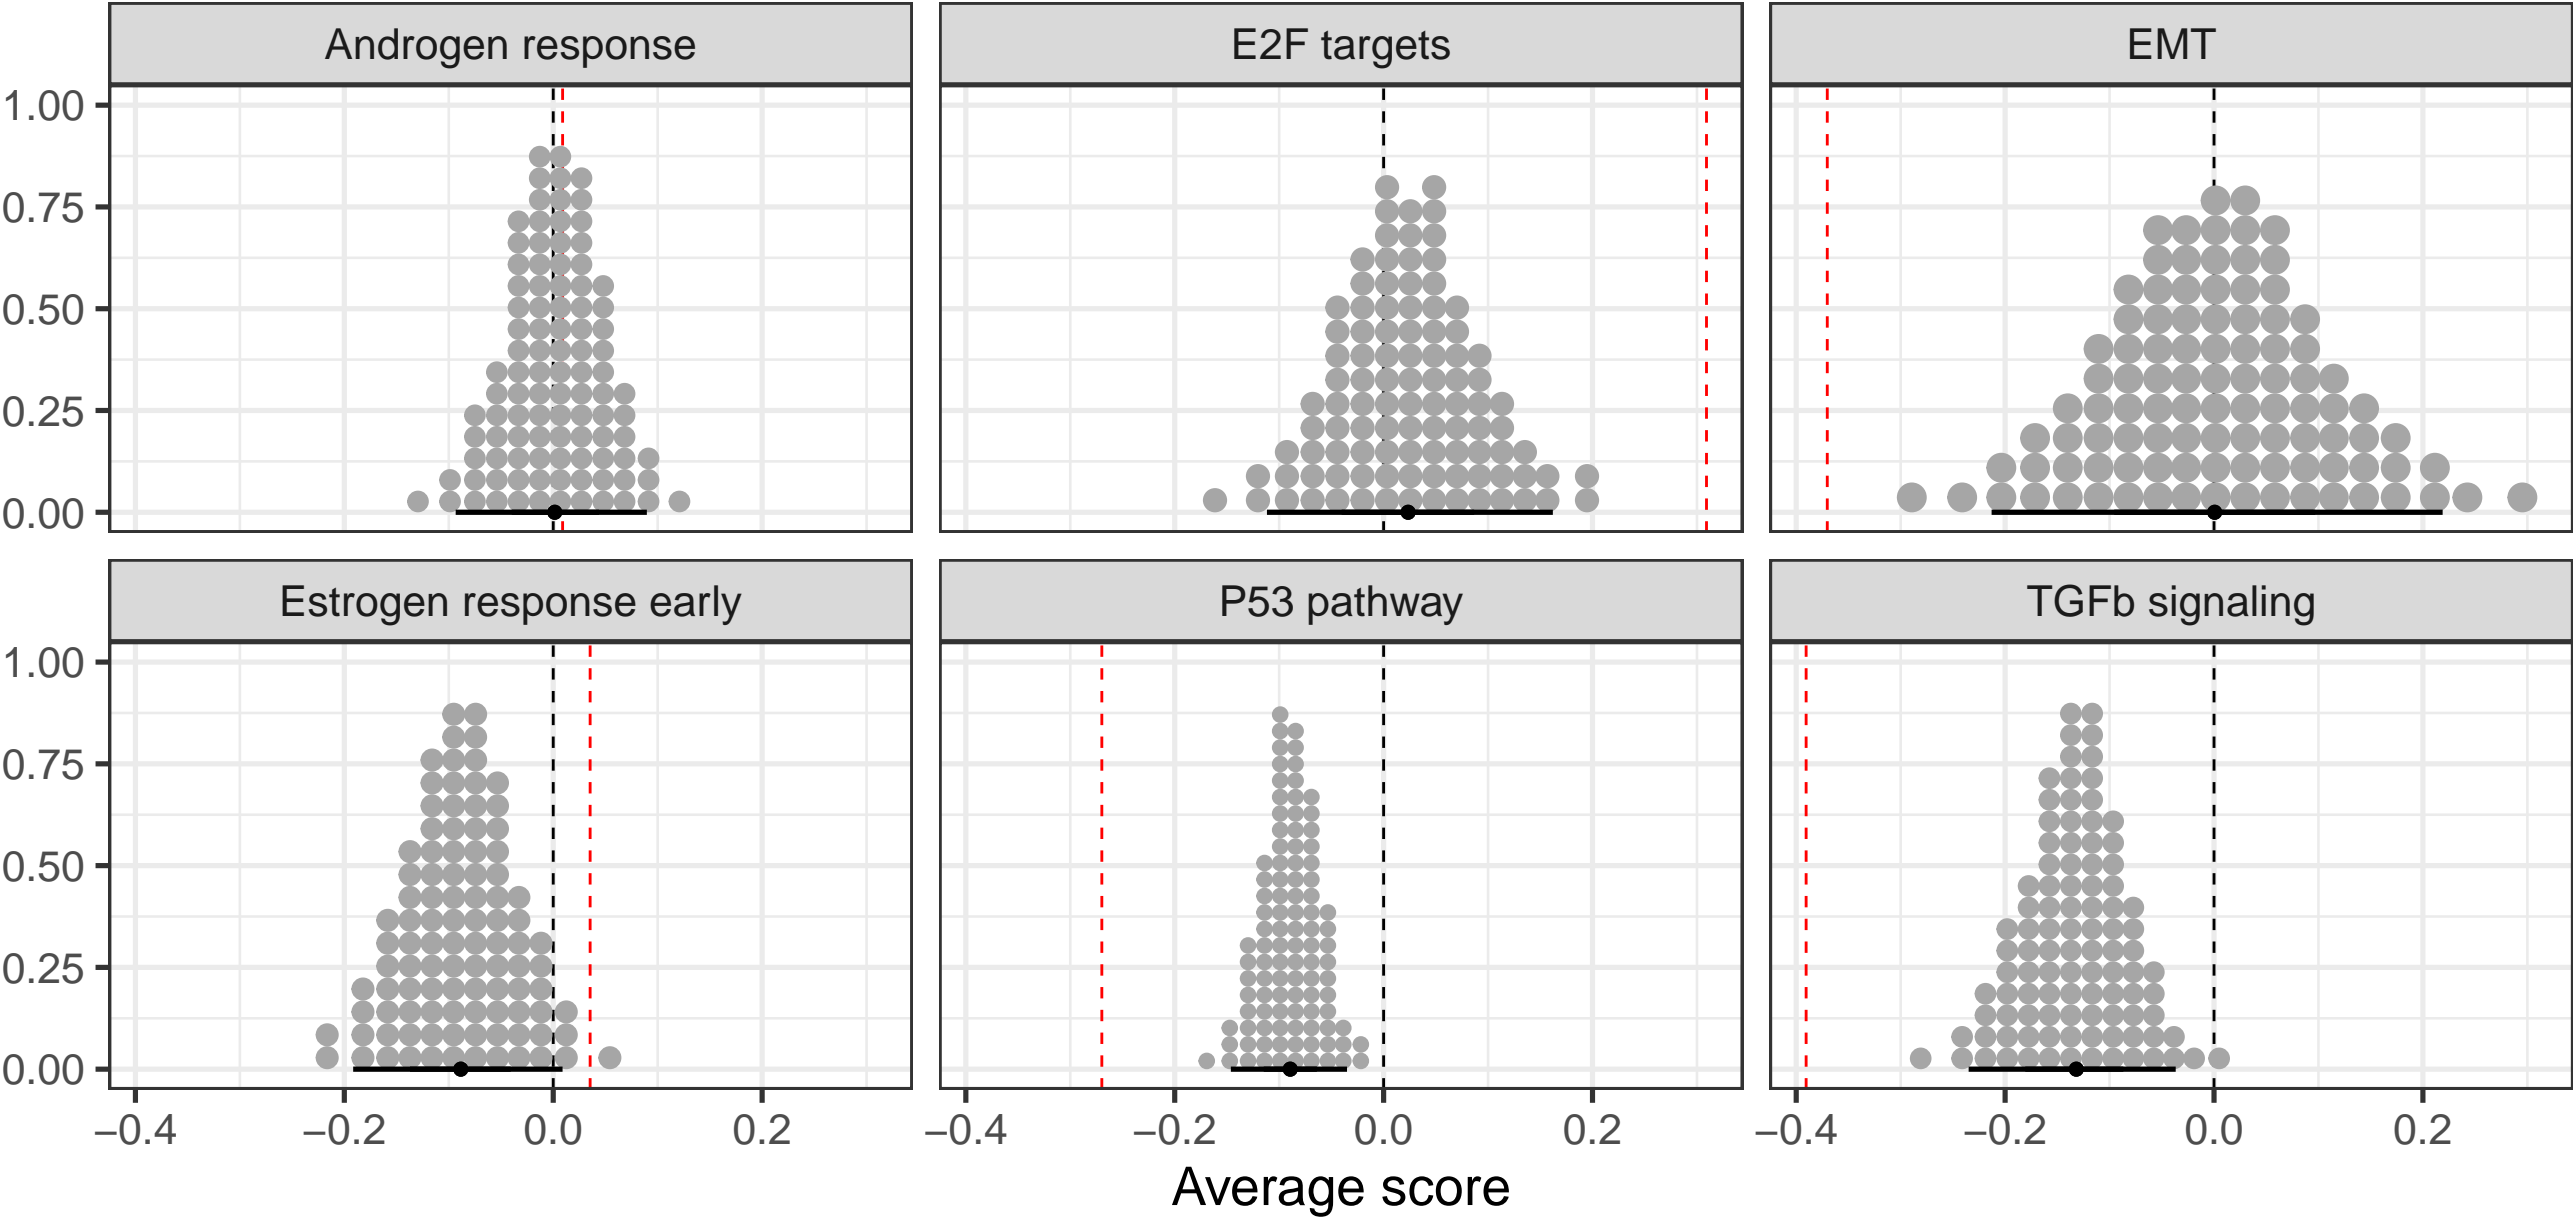 Androgen response E2F targets EMT
1.00
0.75
0.50
0.25
0.00
Estrogen response early P53 pathway TGFb signaling
1.00
0.75
0.50
0.25
0.00
−0.4 −0.2 0.0 0.2 −0.4 −0.2 0.0 0.2 −0.4 −0.2 0.0 0.2
Average score